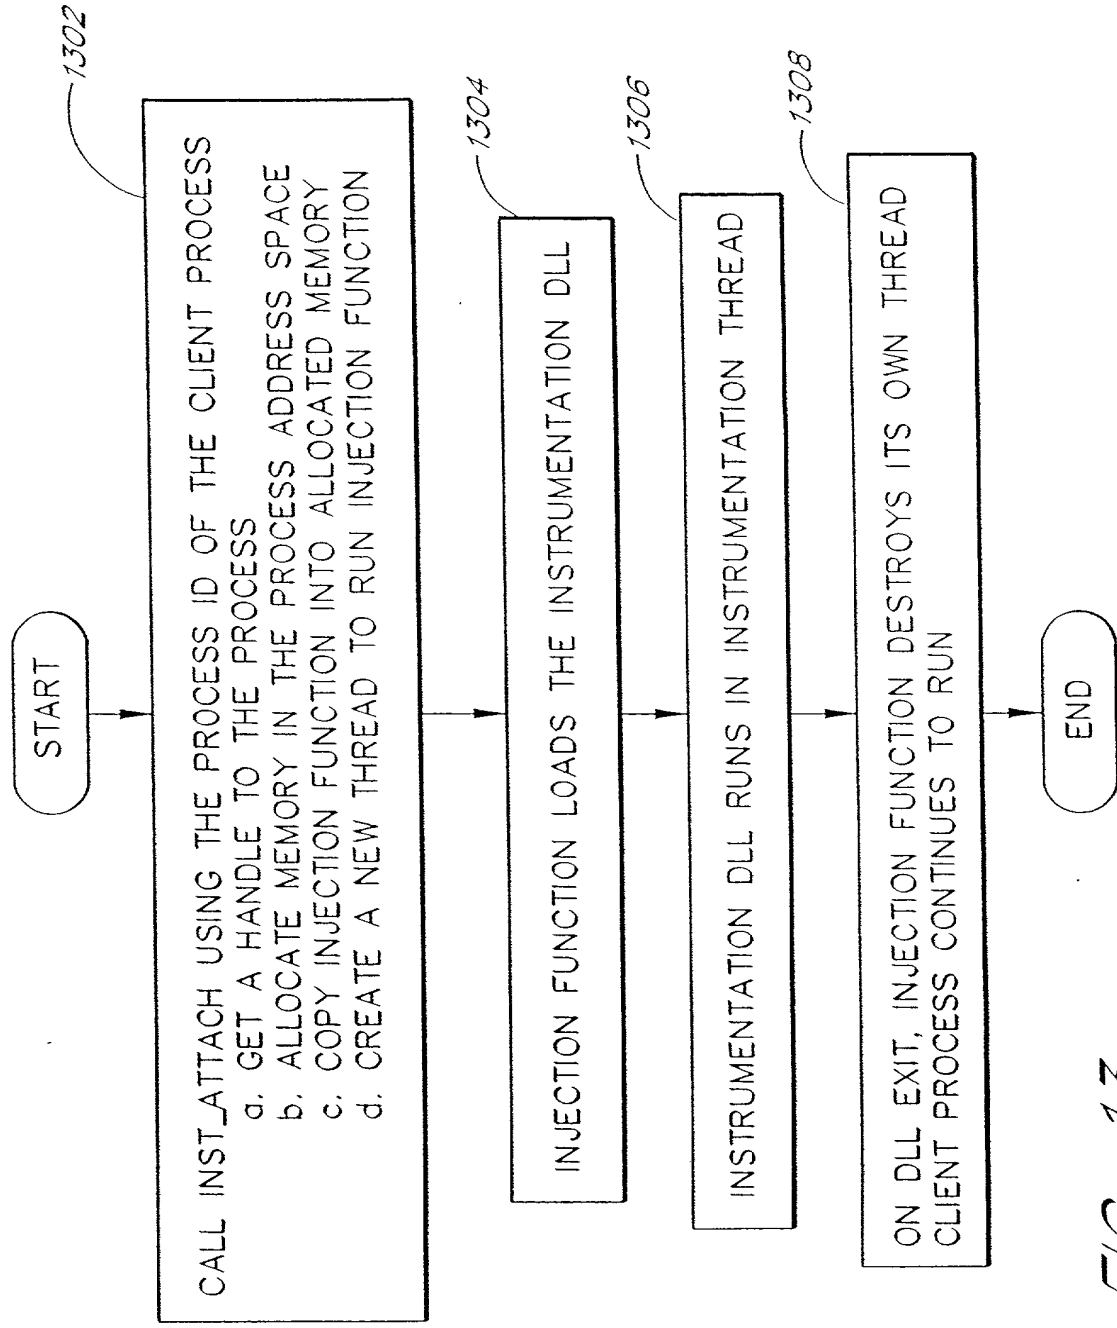 START
1302
CALL INST_ATTACH USING THE PROCESS ID OF THE CLIENT PROCESS
a. GET A HANDLE TO THE PROCESS
b. ALLOCATE MEMORY IN THE PROCESS ADDRESS SPACE
c. COPY INJECTION FUNCTION INTO ALLOCATED MEMORY
d. CREATE A NEW THREAD TO RUN INJECTION FUNCTION
1304
INJECTION FUNCTION LOADS THE INSTRUMENTATION DLL
1306
INSTRUMENTATION DLL RUNS IN INSTRUMENTATION THREAD
1308
ON DLL EXIT, INJECTION FUNCTION DESTROYS ITS OWN THREAD
CLIENT PROCESS CONTINUES TO RUN
END